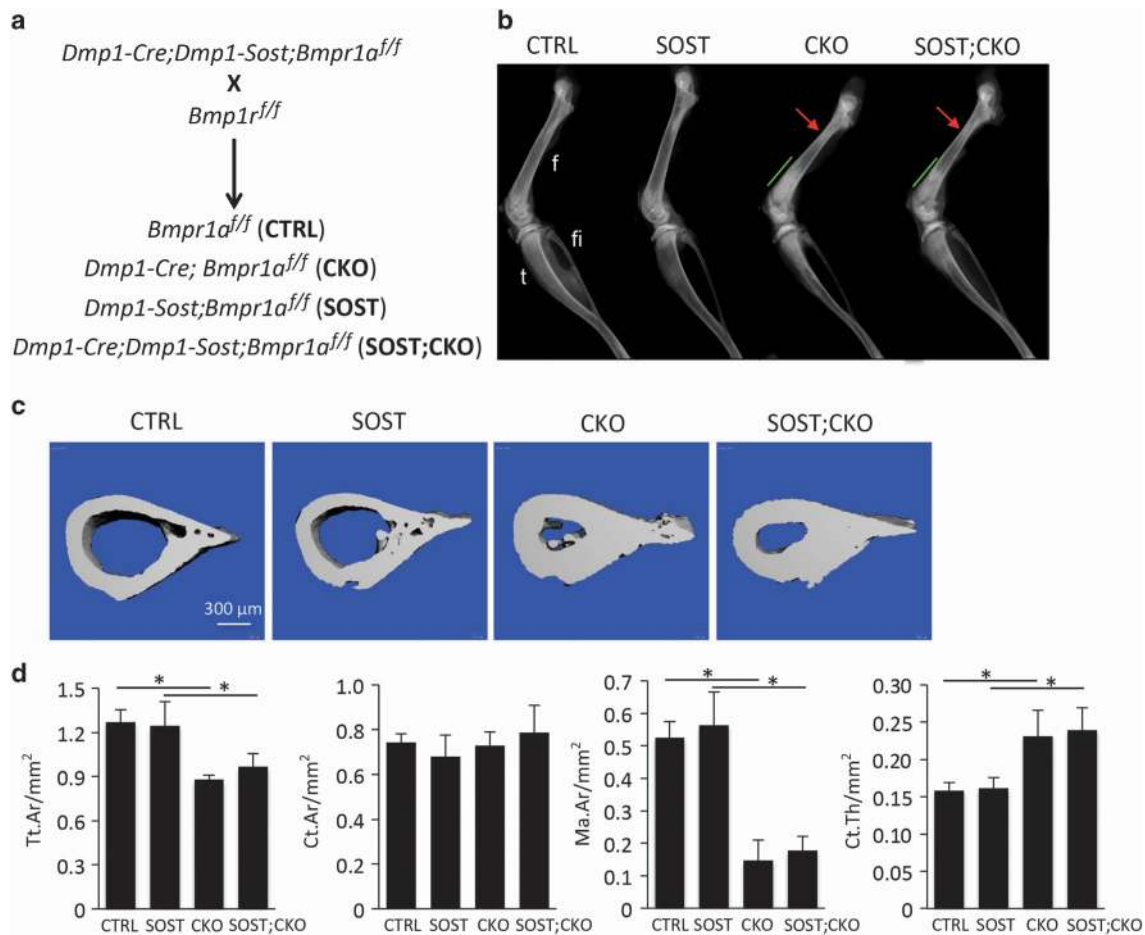 a
Dmp1-Cre;Dmp1-Sost;Bmpr1a^f/f
X
Bmp1r^f/f
Bmpr1a^f/f (CTRL)
Dmp1-Cre; Bmpr1a^f/f (CKO)
Dmp1-Sost;Bmpr1a^f/f (SOST)
Dmp1-Cre;Dmp1-Sost;Bmpr1a^f/f (SOST;CKO)
b
CTRL SOST CKO SOST;CKO
f
fi
t
c
CTRL SOST CKO SOST;CKO
300 µm
d
* *
1.5
1.2
0.9
0.6
0.3
0
Tt.Ar/mm²
CTRL SOST CKO SOST;CKO
1.0
0.8
0.6
0.4
0.2
0
Ct.Ar/mm²
CTRL SOST CKO SOST;CKO
* *
0.7
0.6
0.5
0.4
0.3
0.2
0.1
0
Ma.Ar/mm²
CTRL SOST CKO SOST;CKO
* *
0.30
0.25
0.20
0.15
0.10
0.05
0.00
Ct.Th/mm²
CTRL SOST CKO SOST;CKO